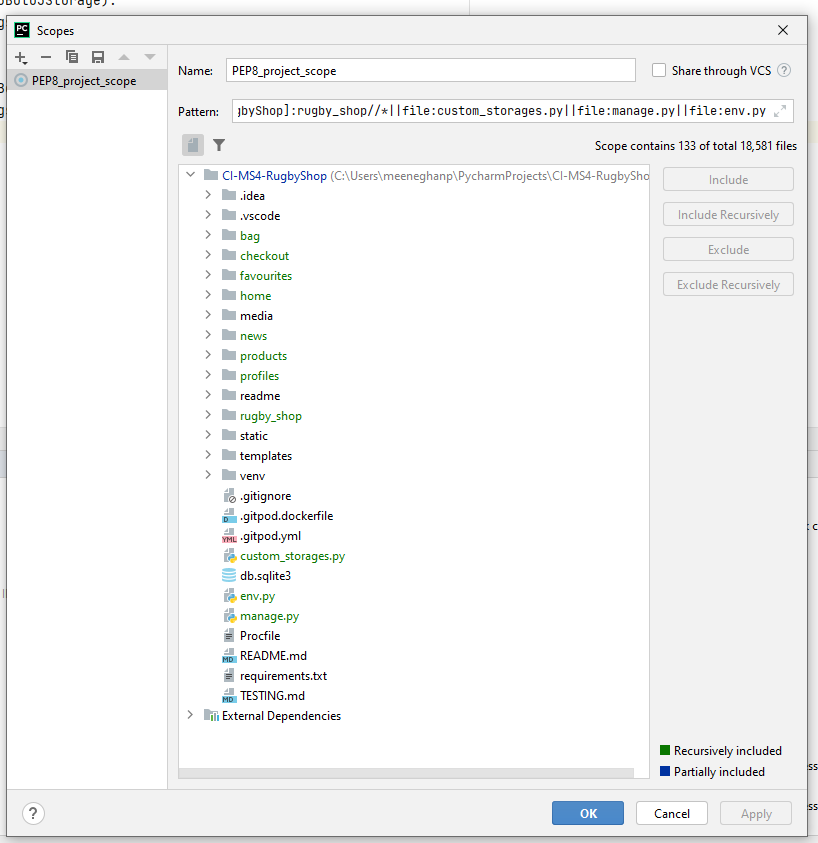 Scopes
PEP8_project_scope
Name: PEP8_project_scope Share through VCS ?
Pattern: gbyShop]:rugby_shop//*||file:custom_storages.py||file:manage.py||file:env.py
Scope contains 133 of total 18,581 files
CI-MS4-RugbyShop (C:\Users\meeneghanp\PycharmProjects\CI-MS4-RugbySho
.idea
.vscode
bag
checkout
favourites
home
media
news
products
profiles
readme
rugby_shop
static
templates
venv
.gitignore
.gitpod.dockerfile
.gitpod.yml
custom_storages.py
db.sqlite3
env.py
manage.py
Procfile
README.md
requirements.txt
TESTING.md
External Dependencies
Include
Include Recursively
Exclude
Exclude Recursively
Recursively included
Partially included
?
OK
Cancel
Apply